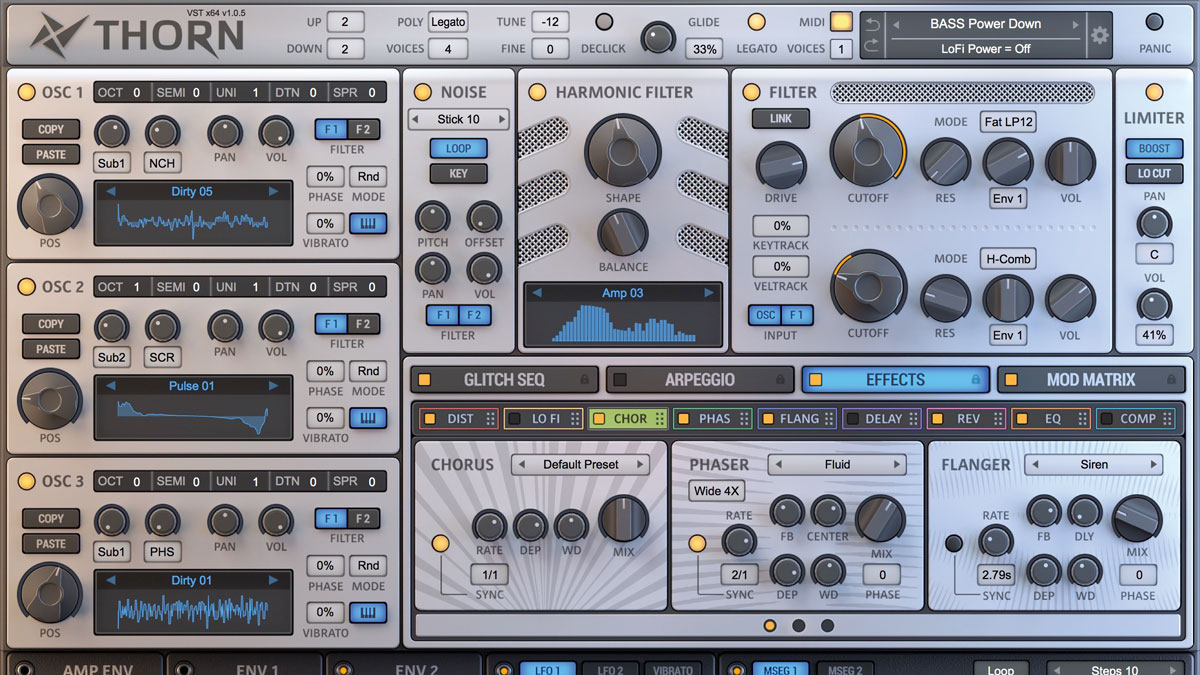 VST x64 v1.0.5
THORN
UP 2 POLY Legato TUNE -12 GLIDE MIDI BASS Power Down
DOWN 2 VOICES 4 FINE 0 DECLICK 33% LEGATO VOICES 1 LoFi Power = Off PANIC
OSC 1 OCT 0 SEMI 0 UNI 1 DTN 0 SPR 0
COPY
PASTE
Sub1 NCH PAN VOL
F1 F2
FILTER
0% Rnd
PHASE MODE
0%
VIBRATO
POS
Dirty 05
OSC 2 OCT 1 SEMI 0 UNI 1 DTN 0 SPR 0
COPY
PASTE
Sub2 SCR PAN VOL
F1 F2
FILTER
0% Rnd
PHASE MODE
0%
VIBRATO
POS
Pulse 01
OSC 3 OCT 0 SEMI 0 UNI 1 DTN 0 SPR 0
COPY
PASTE
Sub1 PHS PAN VOL
F1 F2
FILTER
0% Rnd
PHASE MODE
0%
VIBRATO
POS
Dirty 01
NOISE
Stick 10
LOOP
KEY
PITCH OFFSET
PAN VOL
F1 F2
FILTER
HARMONIC FILTER
SHAPE
BALANCE
Amp 03
FILTER
LINK
DRIVE
CUTOFF
MODE Fat LP12
RES
Env 1
VOL
0%
KEYTRACK
0%
VELTRACK
OSC F1
INPUT
CUTOFF
MODE H-Comb
RES
Env 1
VOL
LIMITER
BOOST
LO CUT
PAN
C
VOL
41%
GLITCH SEQ ARPEGGIO EFFECTS MOD MATRIX
DIST LO FI CHOR PHAS FLANG DELAY REV EQ COMP
CHORUS Default Preset
RATE DEP WD MIX
1/1
SYNC
PHASER Fluid
Wide 4X
RATE
FB CENTER MIX
2/1
SYNC
DEP WD
0
PHASE
FLANGER Siren
RATE
FB DLY MIX
2.79s
SYNC
DEP WD
0
PHASE
AMP ENV ENV 1 ENV 2 LFO 1 LFO 2 VIBRATO MSEG 1 MSEG 2 Loop Steps 10